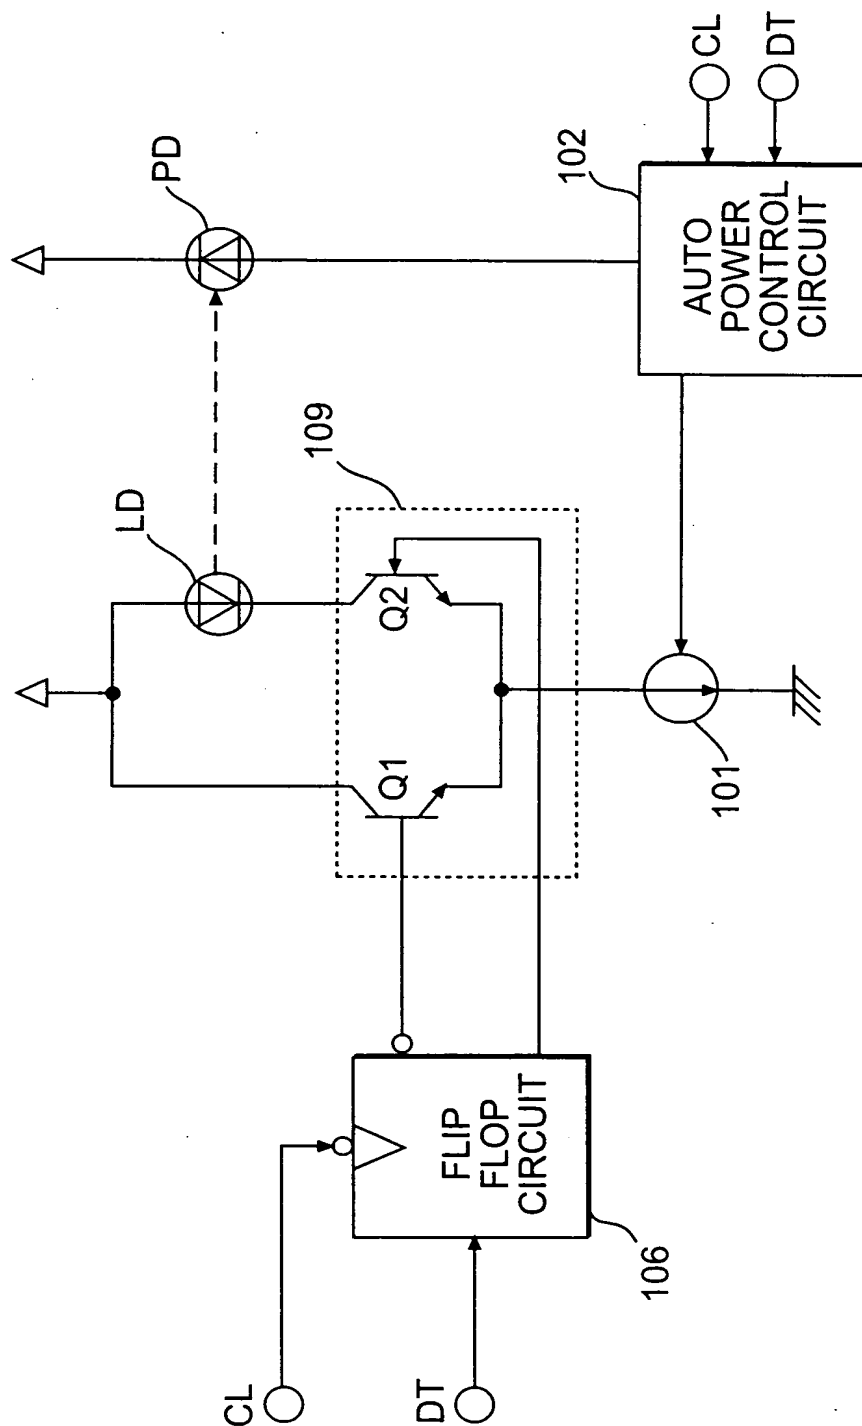 CL
DT
FLIP
FLOP
CIRCUIT
106
Q1
Q2
109
LD
PD
101
102
AUTO
POWER
CONTROL
CIRCUIT
CL
DT